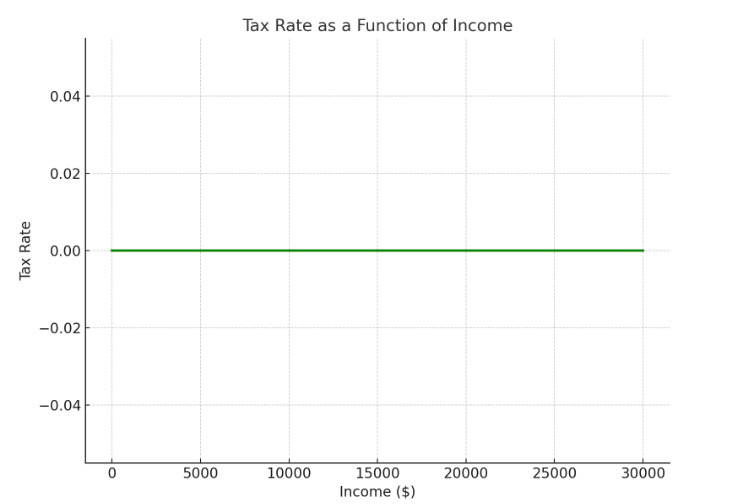 Tax Rate as a Function of Income
0.04
0.02
0.00
−0.02
−0.04
Tax Rate
0 5000 10000 15000 20000 25000 30000
Income ($)